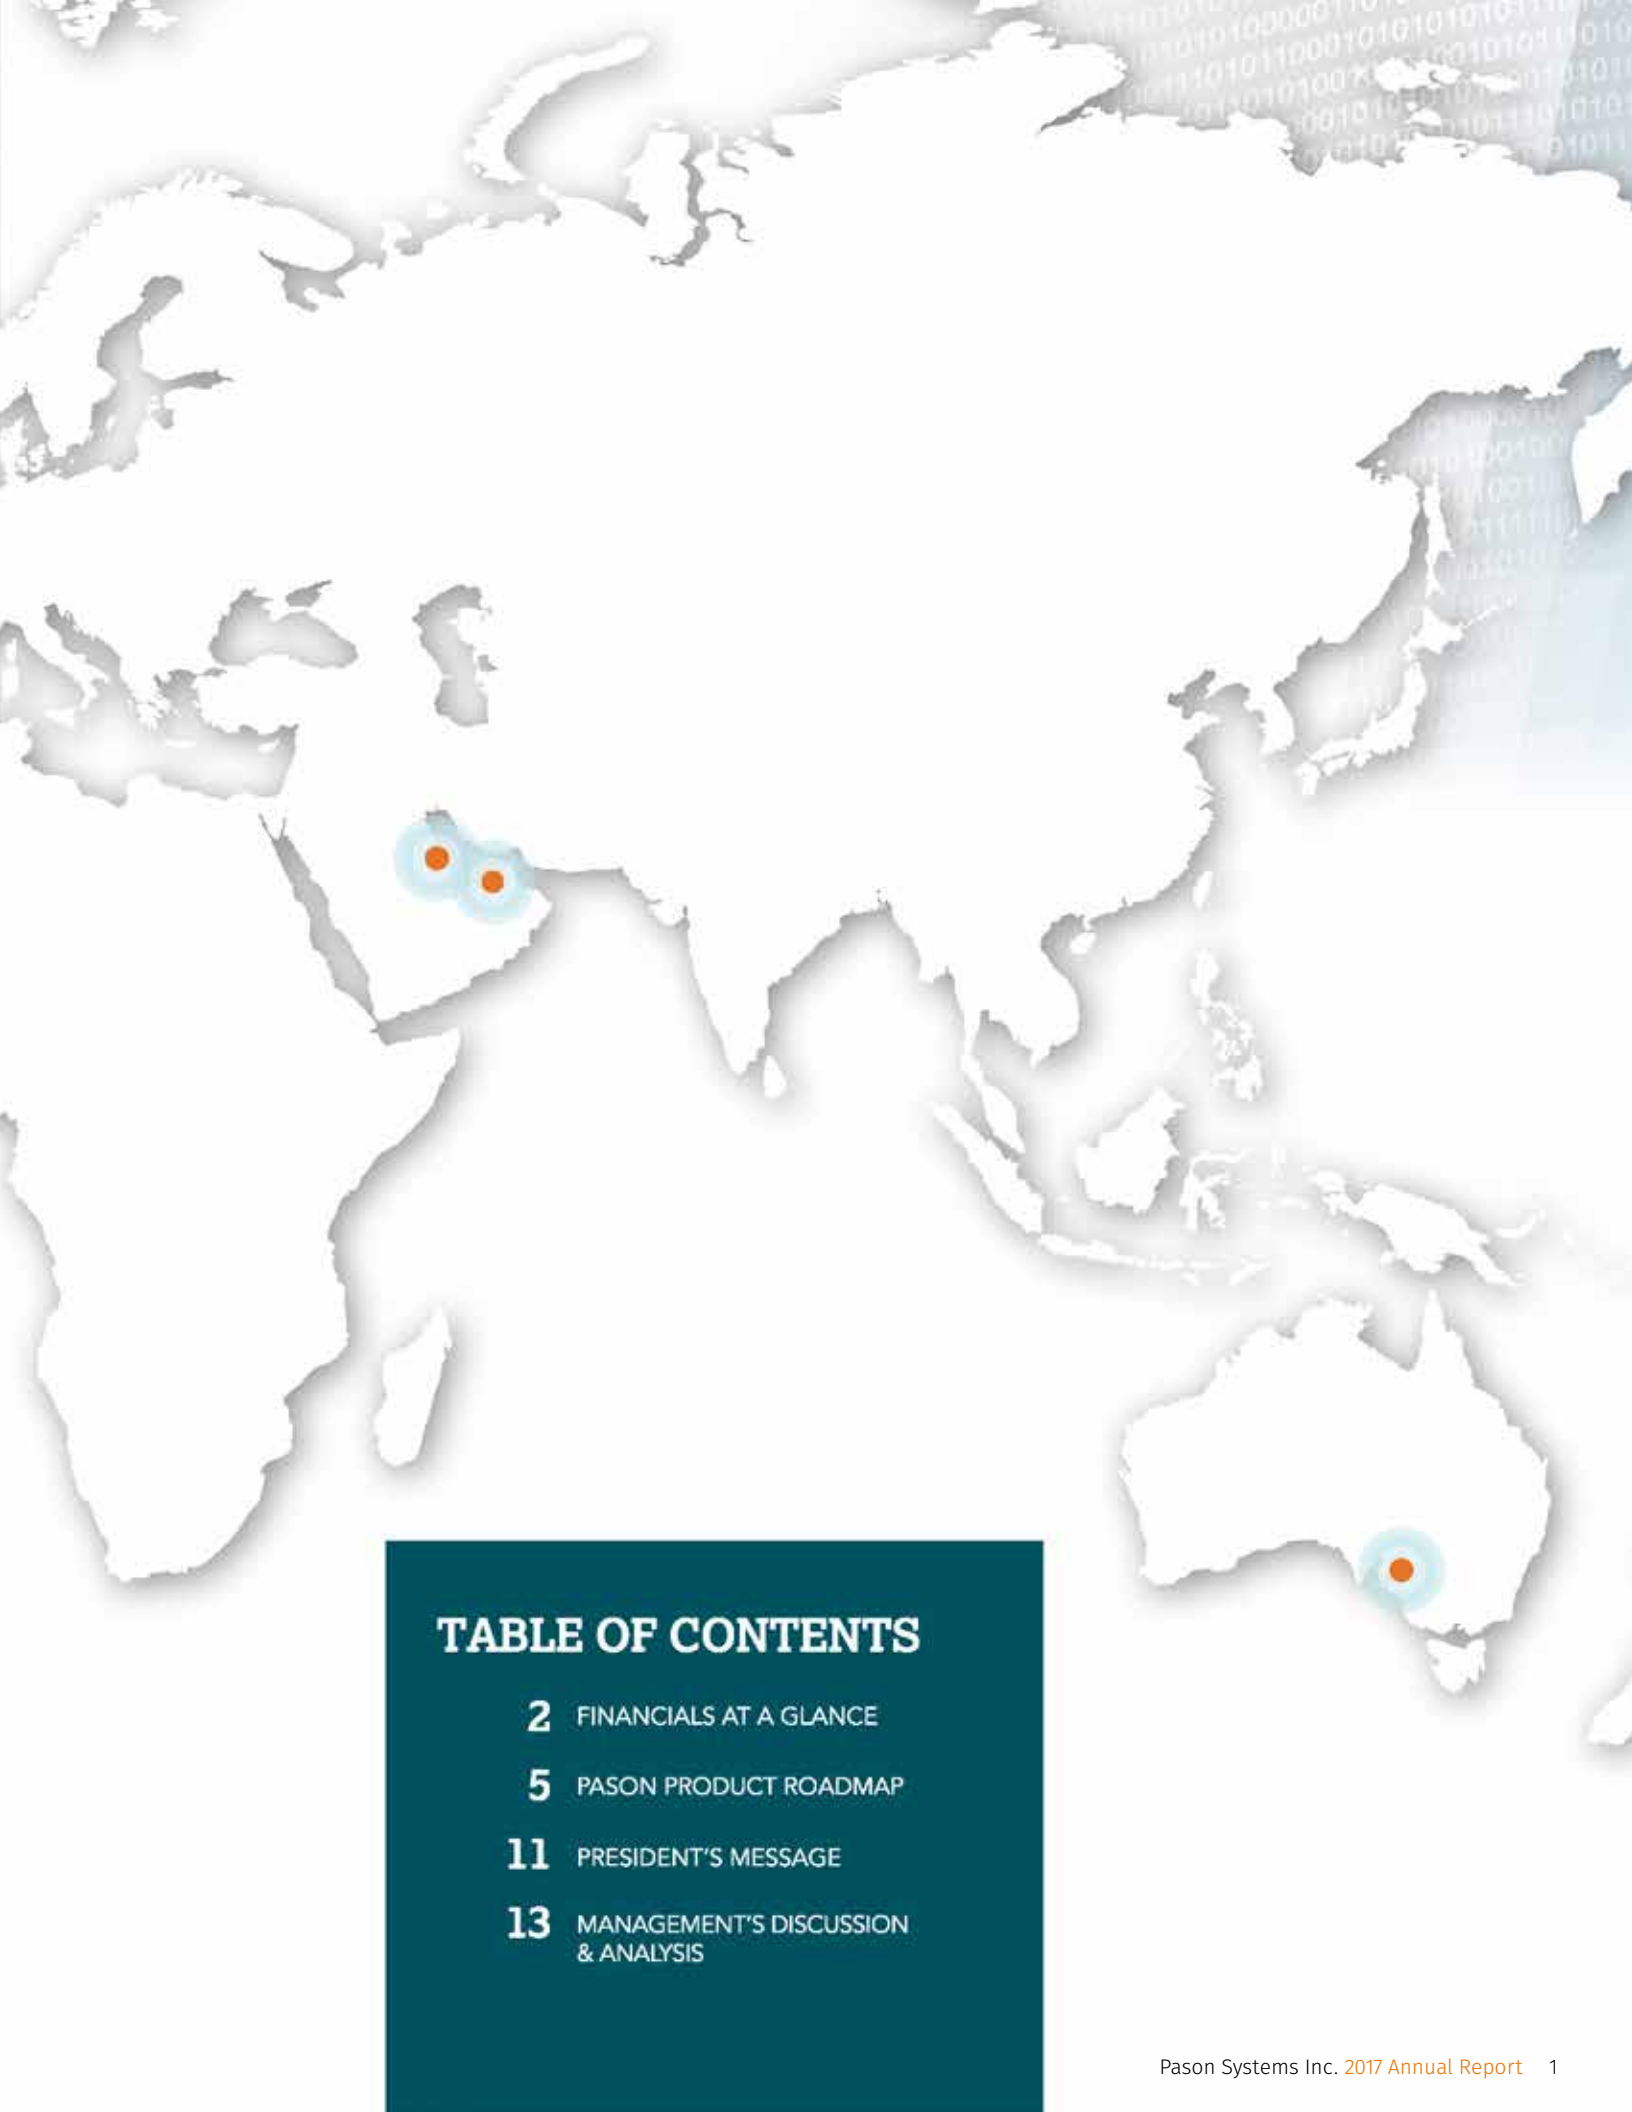 TABLE OF CONTENTS
2 FINANCIALS AT A GLANCE
5 PASON PRODUCT ROADMAP
11 PRESIDENT'S MESSAGE
13 MANAGEMENT'S DISCUSSION
& ANALYSIS
Pason Systems Inc. 2017 Annual Report 1